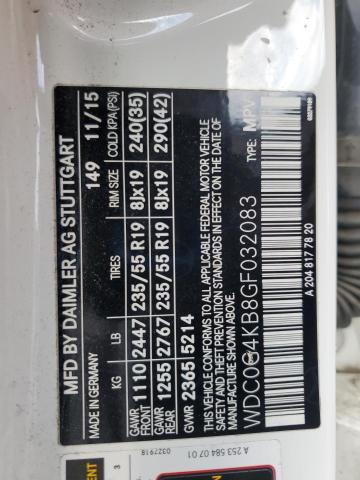 MFD BY DAIMLER AG STUTTGART
MADE IN GERMANY 149 11/15
KG LB TIRES RIM SIZE COLD KPA (PSI)
GAWR FRONT 1110 2447 235/55 R19 8Jx19 240(35)
GAWR REAR 1255 2767 235/55 R19 8Jx19 290(42)
GVWR 2365 5214
THIS VEHICLE CONFORMS TO ALL APPLICABLE FEDERAL MOTOR VEHICLE
SAFETY AND THEFT PREVENTION STANDARDS IN EFFECT ON THE DATE OF
MANUFACTURE SHOWN ABOVE
TYPE: MPV
WDC0G4KB8GF032083
A 204 817 78 20
A 253 584 07 01
0327918
3